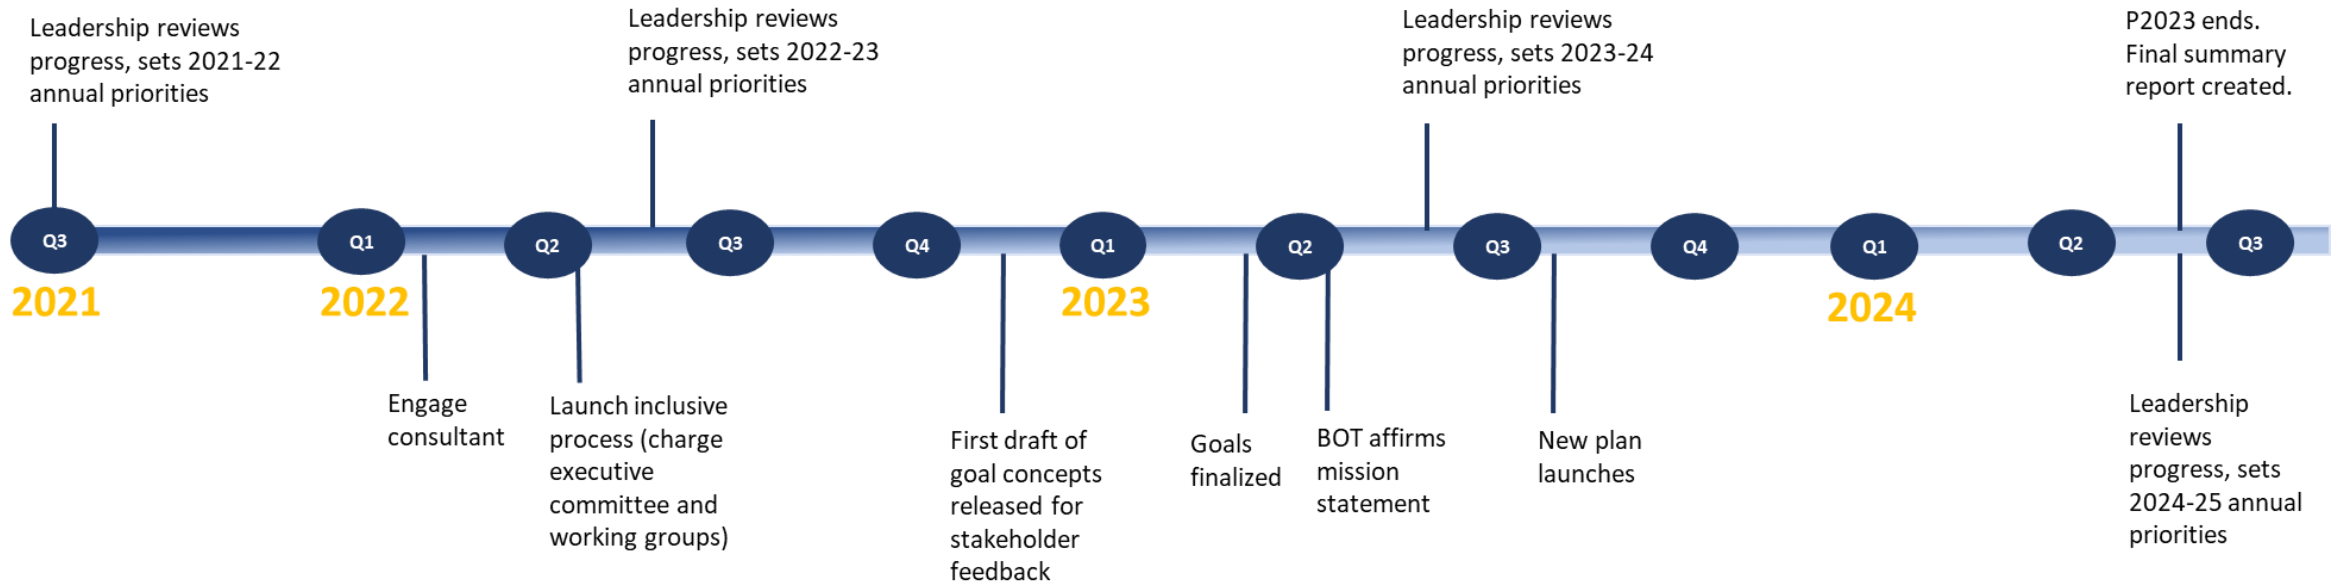 Leadership reviews
progress, sets 2021-22
annual priorities
Leadership reviews
progress, sets 2022-23
annual priorities
Leadership reviews
progress, sets 2023-24
annual priorities
P2023 ends.
Final summary
report created.
Q3
Q1
Q2
Q3
Q4
Q1
Q2
Q3
Q4
Q1
Q2
Q3
2021
2022
2023
2024
Engage
consultant
Launch inclusive
process (charge
executive
committee and
working groups)
First draft of
goal concepts
released for
stakeholder
feedback
Goals
finalized
BOT affirms
mission
statement
New plan
launches
Leadership
reviews
progress, sets
2024-25 annual
priorities